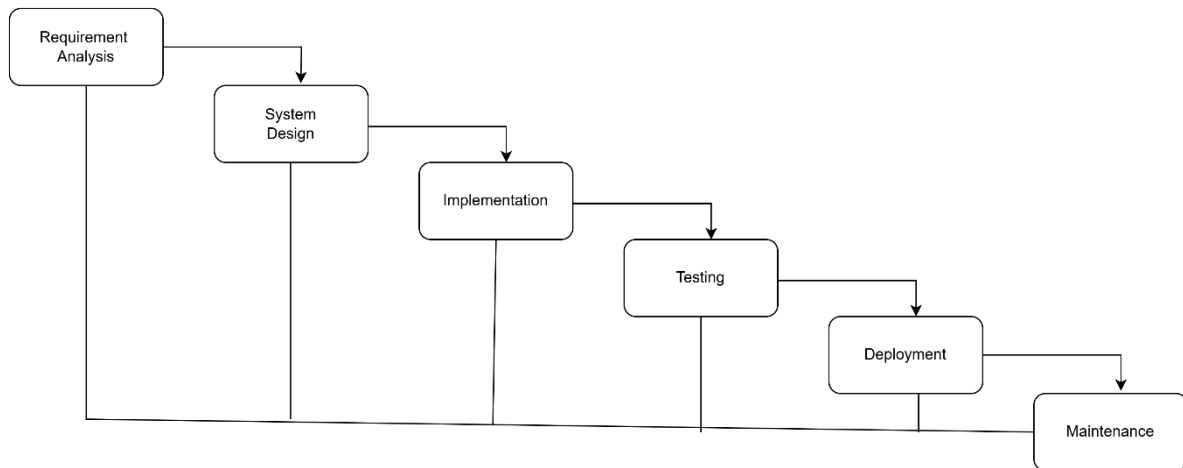 Requirement
Analysis
System
Design
Implementation
Testing
Deployment
Maintenance